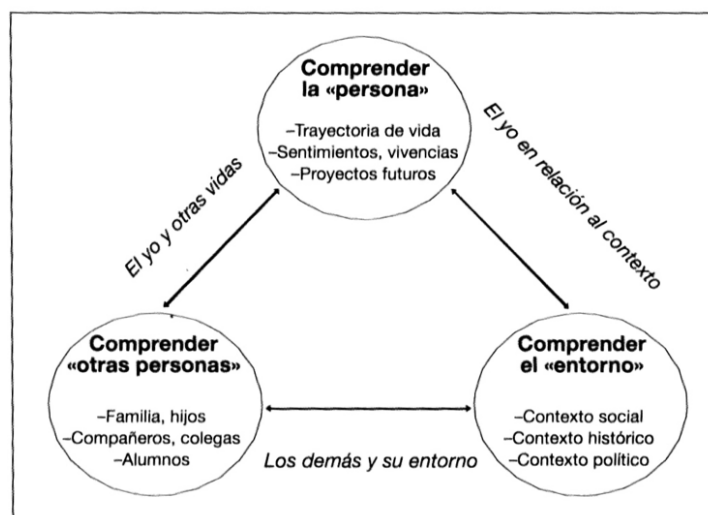 Comprender
la «persona»
–Trayectoria de vida
–Sentimientos, vivencias
–Proyectos futuros
El yo y otras vidas
El yo en relación al contexto
Comprender
«otras personas»
–Familia, hijos
–Compañeros, colegas
–Alumnos
Los demás y su entorno
Comprender
el «entorno»
–Contexto social
–Contexto histórico
–Contexto político